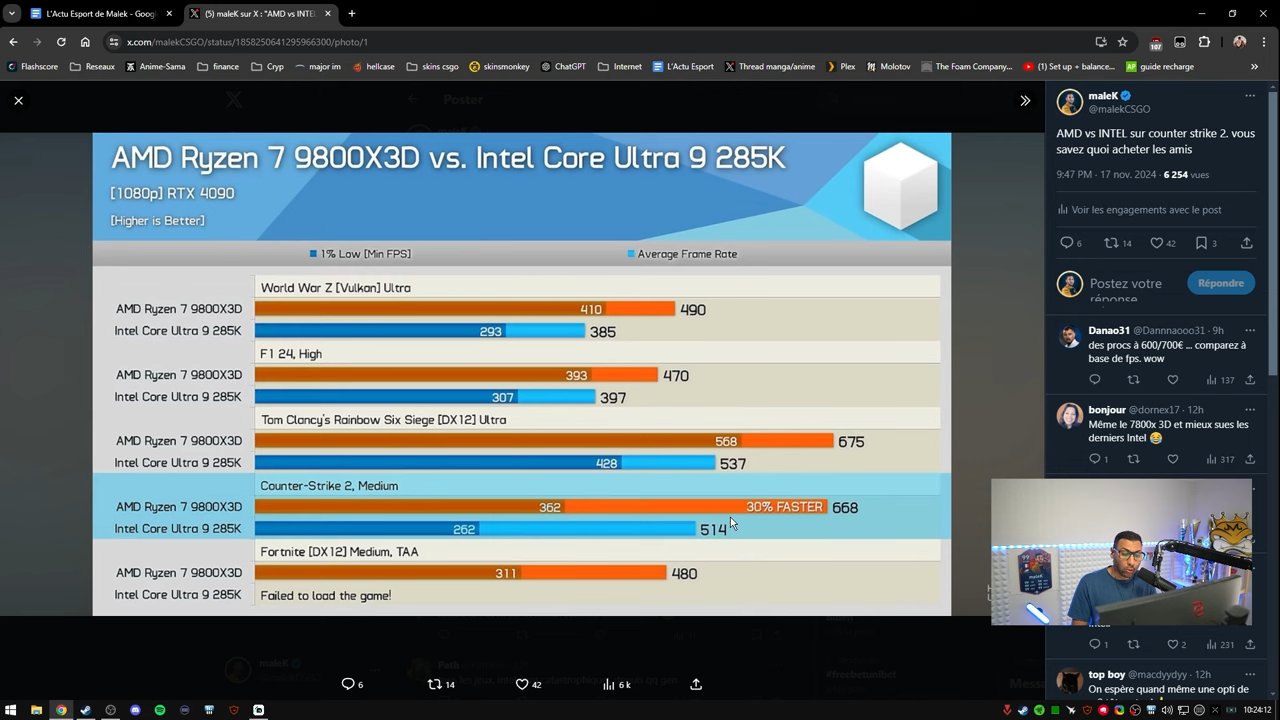 L'Actu Esport de Malek - Googl
(5) maleK sur X : "AMD vs INTEL
x.com/malekCSGO/status/1858250641295966300/photo/1
107
Flashscore
Reseaux
Anime-Sama
finance
Cryp
major im
hellcase
skins csgo
skinsmonkey
ChatGPT
Internet
L'Actu Esport
Thread manga/anime
Plex
Molotov
The Foam Company...
(1) Set up + balance...
guide recharge
Poster
AMD Ryzen 7 9800X3D vs. Intel Core Ultra 9 285K
[1080p] RTX 4090
[Higher is Better]
1% Low [Min FPS]
Average Frame Rate
World War Z [Vulkan] Ultra
AMD Ryzen 7 9800X3D 410 490
Intel Core Ultra 9 285K 293 385
F1 24, High
AMD Ryzen 7 9800X3D 393 470
Intel Core Ultra 9 285K 307 397
Tom Clancy's Rainbow Six Siege [DX12] Ultra
AMD Ryzen 7 9800X3D 568 675
Intel Core Ultra 9 285K 428 537
Counter-Strike 2, Medium
AMD Ryzen 7 9800X3D 362 30% FASTER 668
Intel Core Ultra 9 285K 262 514
Fortnite [DX12] Medium, TAA
AMD Ryzen 7 9800X3D 311 480
Intel Core Ultra 9 285K Failed to load the game!
6 14 42 6 k
maleK
@malekCSGO
AMD vs INTEL sur counter strike 2. vous
savez quoi acheter les amis
9:47 PM · 17 nov. 2024 · 6 254 vues
Voir les engagements avec le post
6 14 42 3
Postez votre
réponse
Répondre
Danao31 @Dannnaooo31 · 9h
des procs à 600/700€ ... comparez à
base de fps. wow
137
bonjour @dornex17 · 12h
Même le 7800x 3D et mieux sues les
derniers Intel
1 317
1 2 231
top boy @macdyydyy · 12h
On espère quand même une opti de
maleK
10:24:12